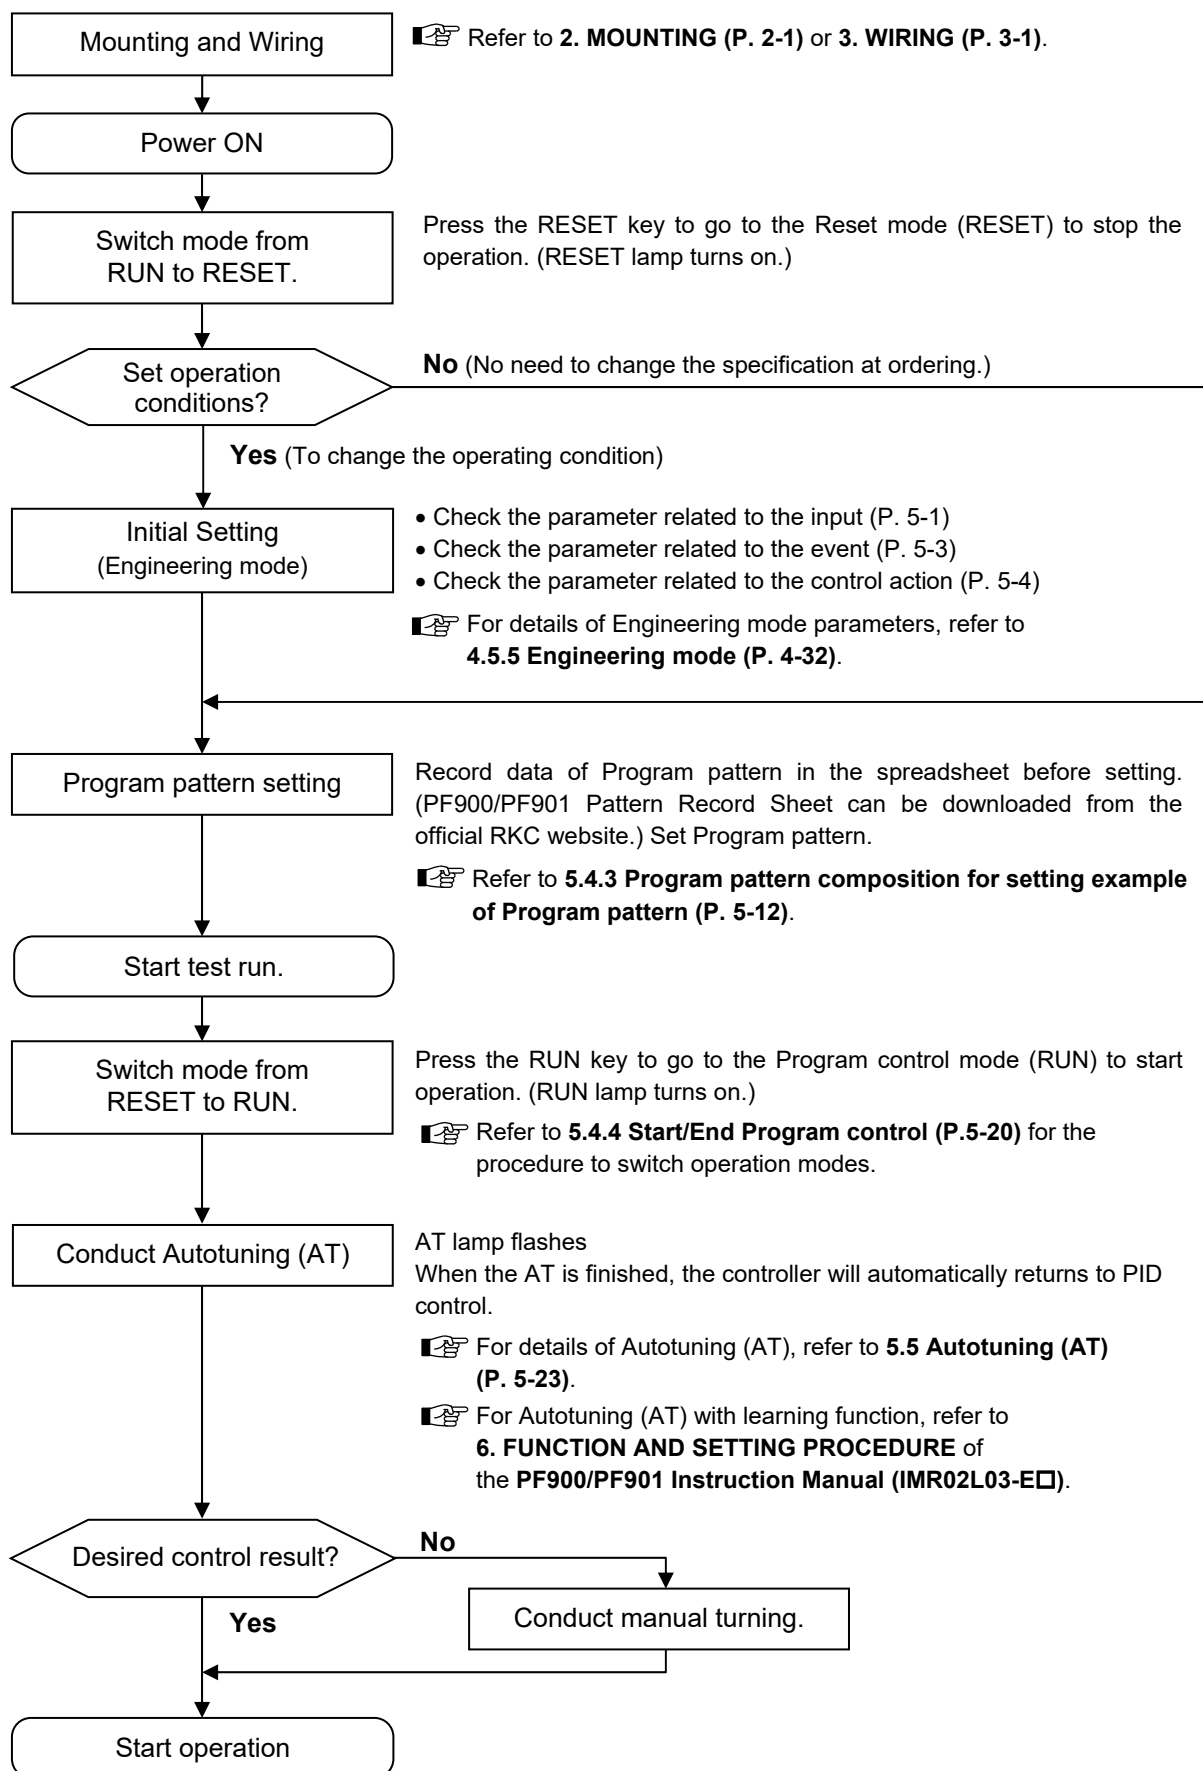 Mounting and Wiring
Refer to 2. MOUNTING (P. 2-1) or 3. WIRING (P. 3-1).
Power ON
Switch mode from
RUN to RESET.
Press the RESET key to go to the Reset mode (RESET) to stop the
operation. (RESET lamp turns on.)
Set operation
conditions?
No (No need to change the specification at ordering.)
Yes (To change the operating condition)
Initial Setting
(Engineering mode)
• Check the parameter related to the input (P. 5-1)
• Check the parameter related to the event (P. 5-3)
• Check the parameter related to the control action (P. 5-4)
For details of Engineering mode parameters, refer to
4.5.5 Engineering mode (P. 4-32).
Program pattern setting
Record data of Program pattern in the spreadsheet before setting.
(PF900/PF901 Pattern Record Sheet can be downloaded from the
official RKC website.) Set Program pattern.
Refer to 5.4.3 Program pattern composition for setting example
of Program pattern (P. 5-12).
Start test run.
Switch mode from
RESET to RUN.
Press the RUN key to go to the Program control mode (RUN) to start
operation. (RUN lamp turns on.)
Refer to 5.4.4 Start/End Program control (P.5-20) for the
procedure to switch operation modes.
Conduct Autotuning (AT)
AT lamp flashes
When the AT is finished, the controller will automatically returns to PID
control.
For details of Autotuning (AT), refer to 5.5 Autotuning (AT)
(P. 5-23).
For Autotuning (AT) with learning function, refer to
6. FUNCTION AND SETTING PROCEDURE of
the PF900/PF901 Instruction Manual (IMR02L03-E□).
Desired control result?
No
Conduct manual turning.
Yes
Start operation